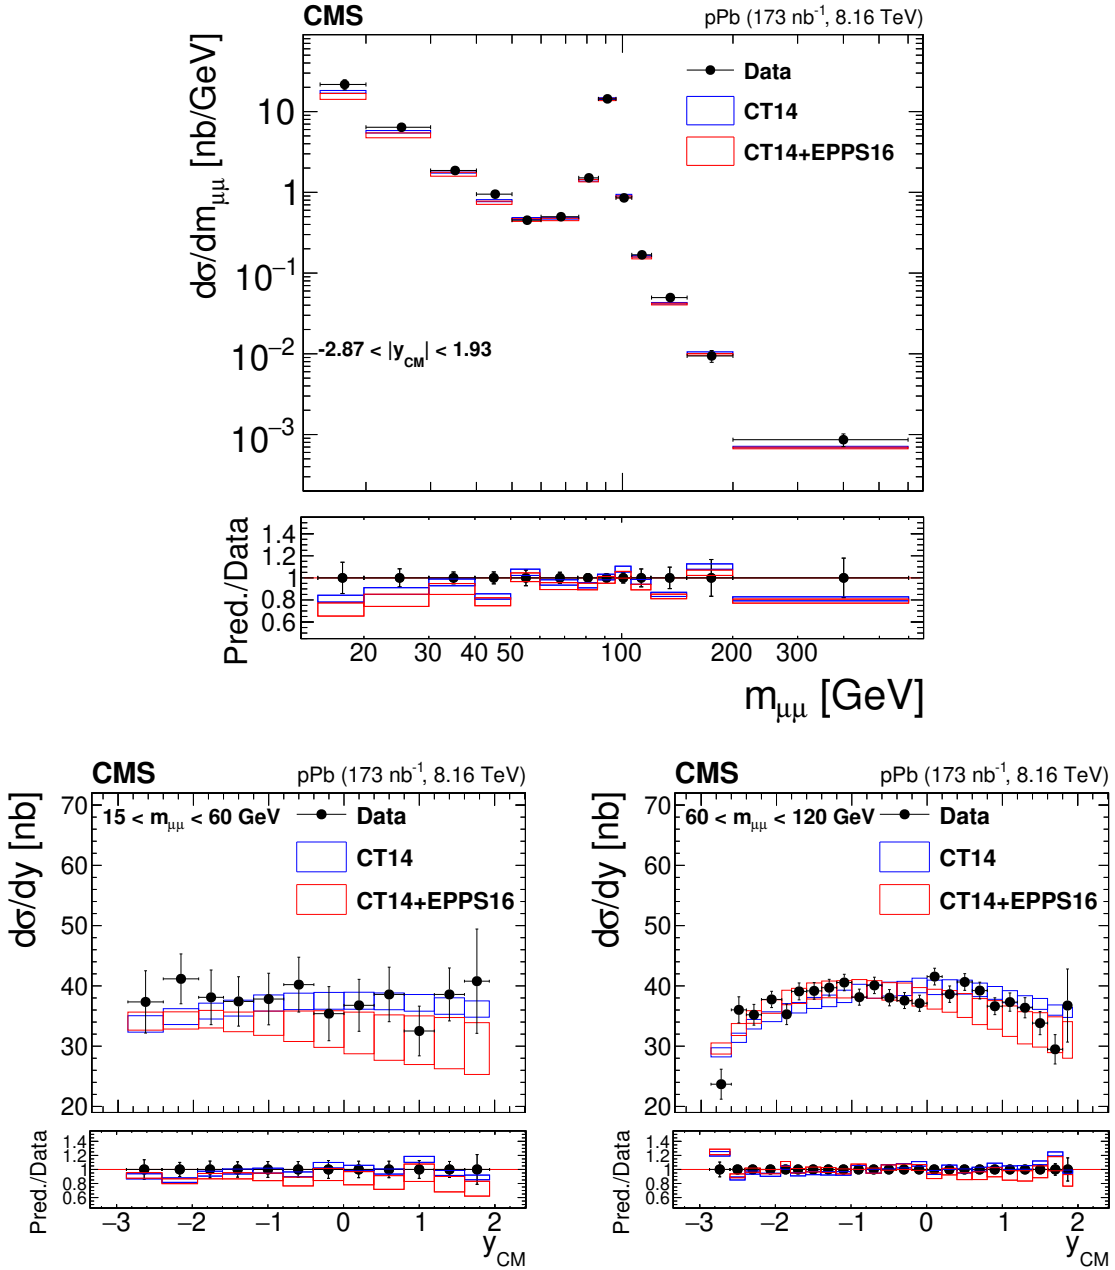 CMS
pPb (173 nb⁻¹, 8.16 TeV)
dσ/dm_μμ [nb/GeV]
10
1
10⁻¹
10⁻²
10⁻³
Data
CT14
CT14+EPPS16
-2.87 < |y_CM| < 1.93
Pred./Data
1.4
1.2
1
0.8
0.6
20 30 40 50 100 200 300
m_μμ [GeV]
CMS
pPb (173 nb⁻¹, 8.16 TeV)
dσ/dy [nb]
70
60
50
40
30
20
15 < m_μμ < 60 GeV
Data
CT14
CT14+EPPS16
Pred./Data
1.4
1.2
1
0.8
0.6
−3 −2 −1 0 1 2
y_CM
CMS
pPb (173 nb⁻¹, 8.16 TeV)
dσ/dy [nb]
70
60
50
40
30
20
60 < m_μμ < 120 GeV
Data
CT14
CT14+EPPS16
Pred./Data
1.4
1.2
1
0.8
0.6
−3 −2 −1 0 1 2
y_CM